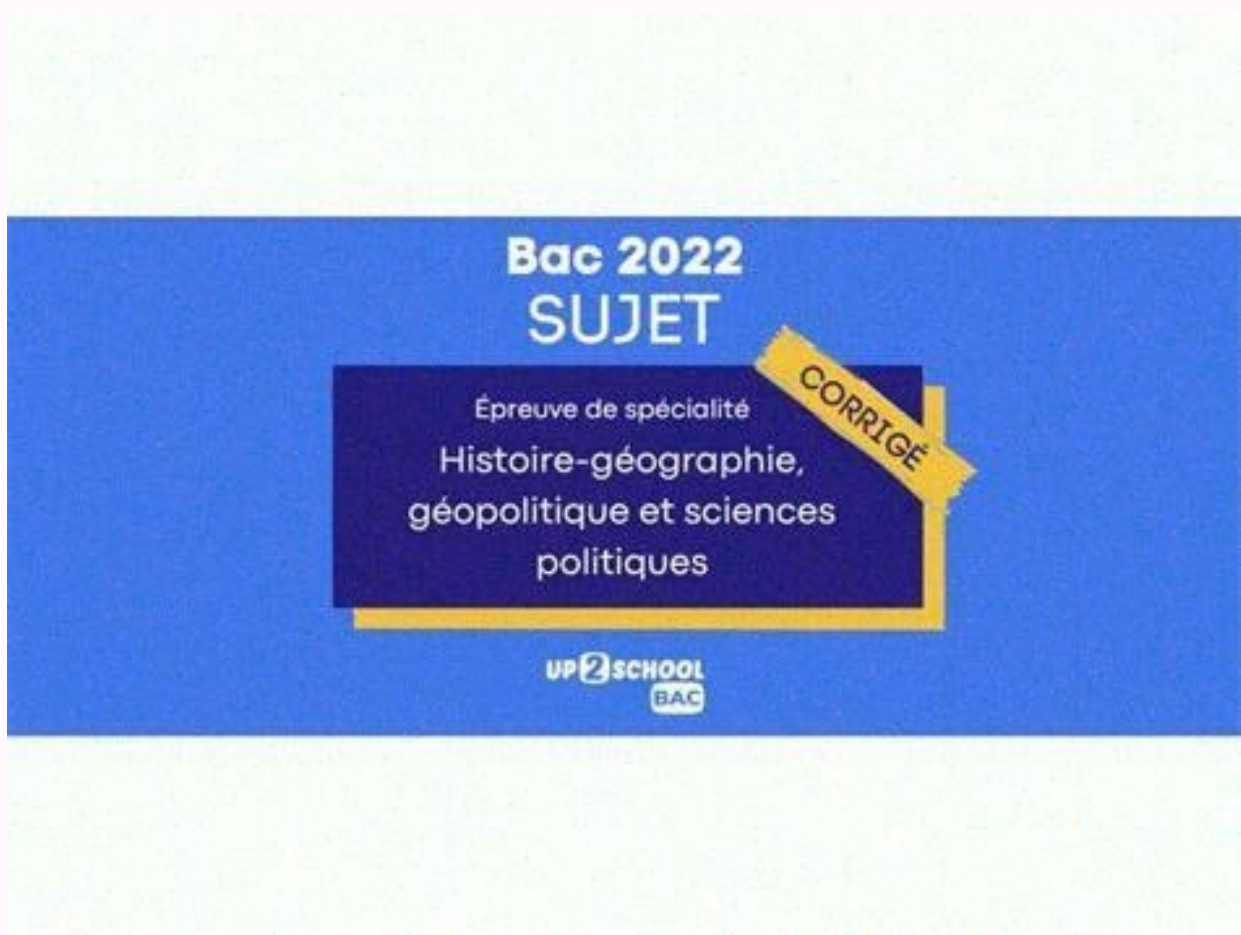 Bac 2022
SUJET
CORRIGÉ
Épreuve de spécialité
Histoire-géographie,
géopolitique et sciences
politiques
UP2SCHOOL
BAC